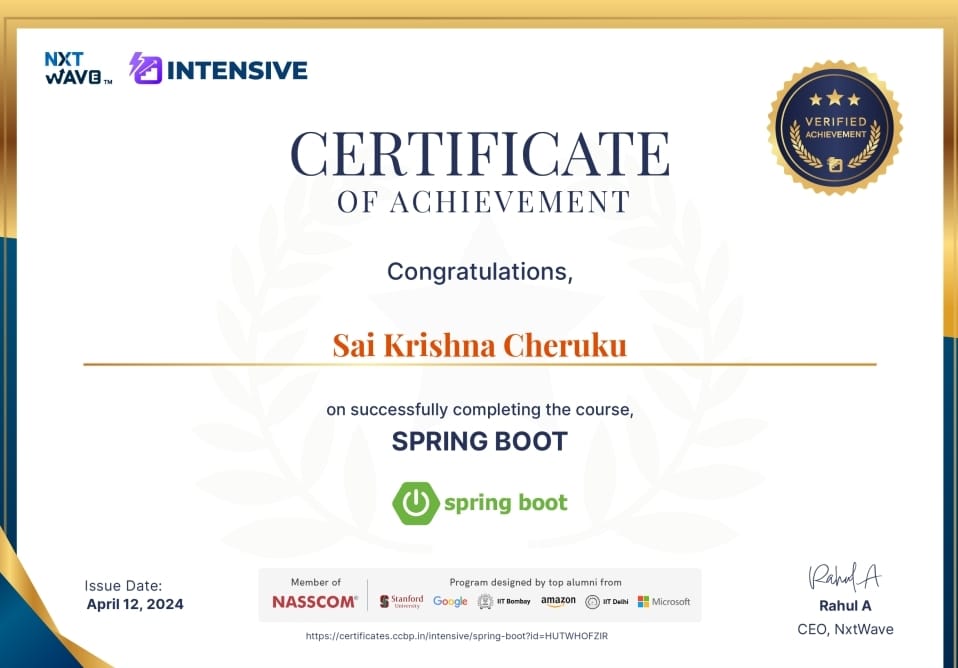 NXT
WAVE™
INTENSIVE
VERIFIED
ACHIEVEMENT
CERTIFICATE
OF ACHIEVEMENT
Congratulations,
Sai Krishna Cheruku
on successfully completing the course,
SPRING BOOT
spring boot
Issue Date:
April 12, 2024
Member of
NASSCOM®
Program designed by top alumni from
Stanford
University
Google
IIT Bombay
amazon
IIT Delhi
Microsoft
https://certificates.ccbp.in/intensive/spring-boot?id=HUTWHOFZIR
Rahul A
Rahul A
CEO, NxtWave